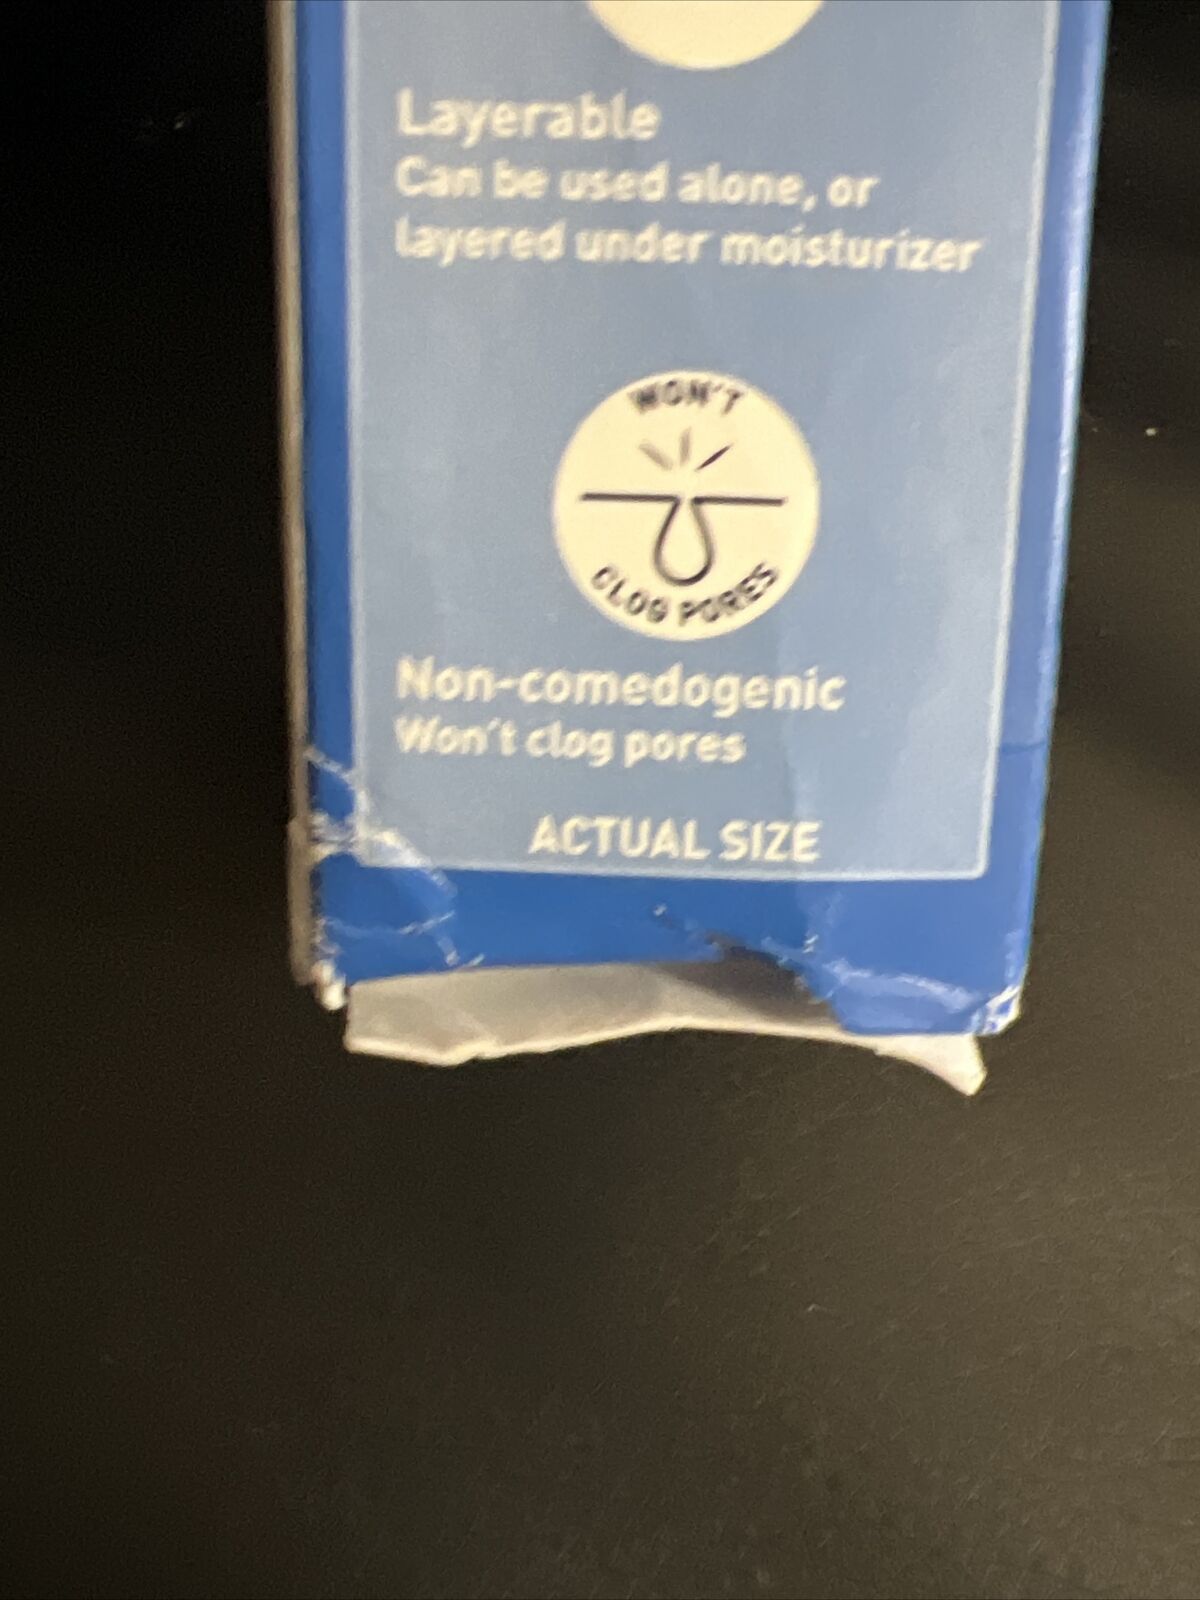 Layerable
Can be used alone, or
layered under moisturizer
WON'T
CLOG PORES
Non-comedogenic
Won't clog pores
ACTUAL SIZE